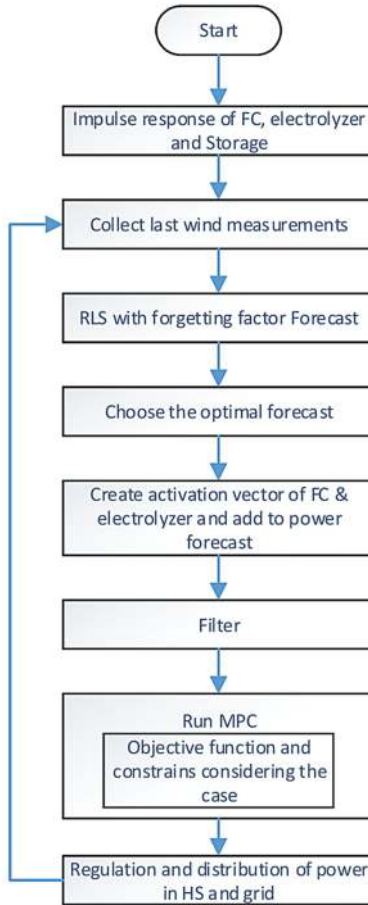 Start
Impulse response of FC, electrolyzer
and Storage
Collect last wind measurements
RLS with forgetting factor Forecast
Choose the optimal forecast
Create activation vector of FC &
electrolyzer and add to power
forecast
Filter
Run MPC
Objective function and
constrains considering the
case
Regulation and distribution of power
in HS and grid